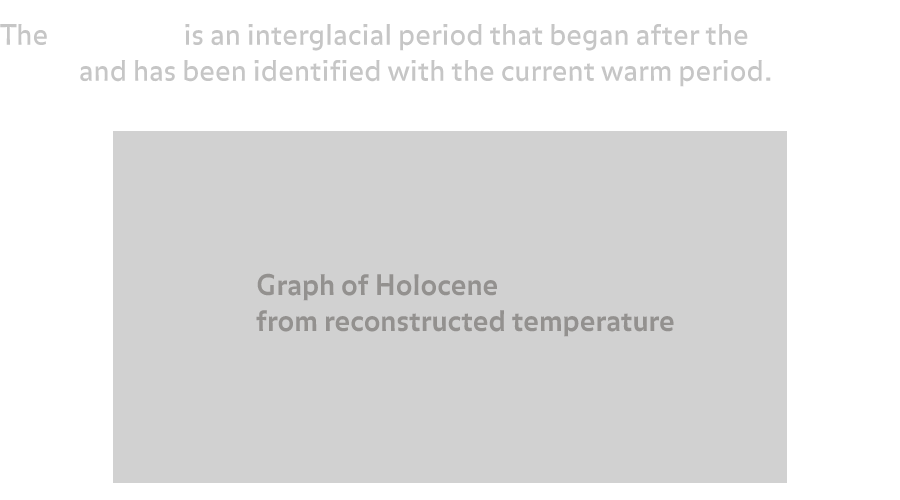 The is an interglacial period that began after the
and has been identified with the current warm period.
Graph of Holocene
from reconstructed temperature